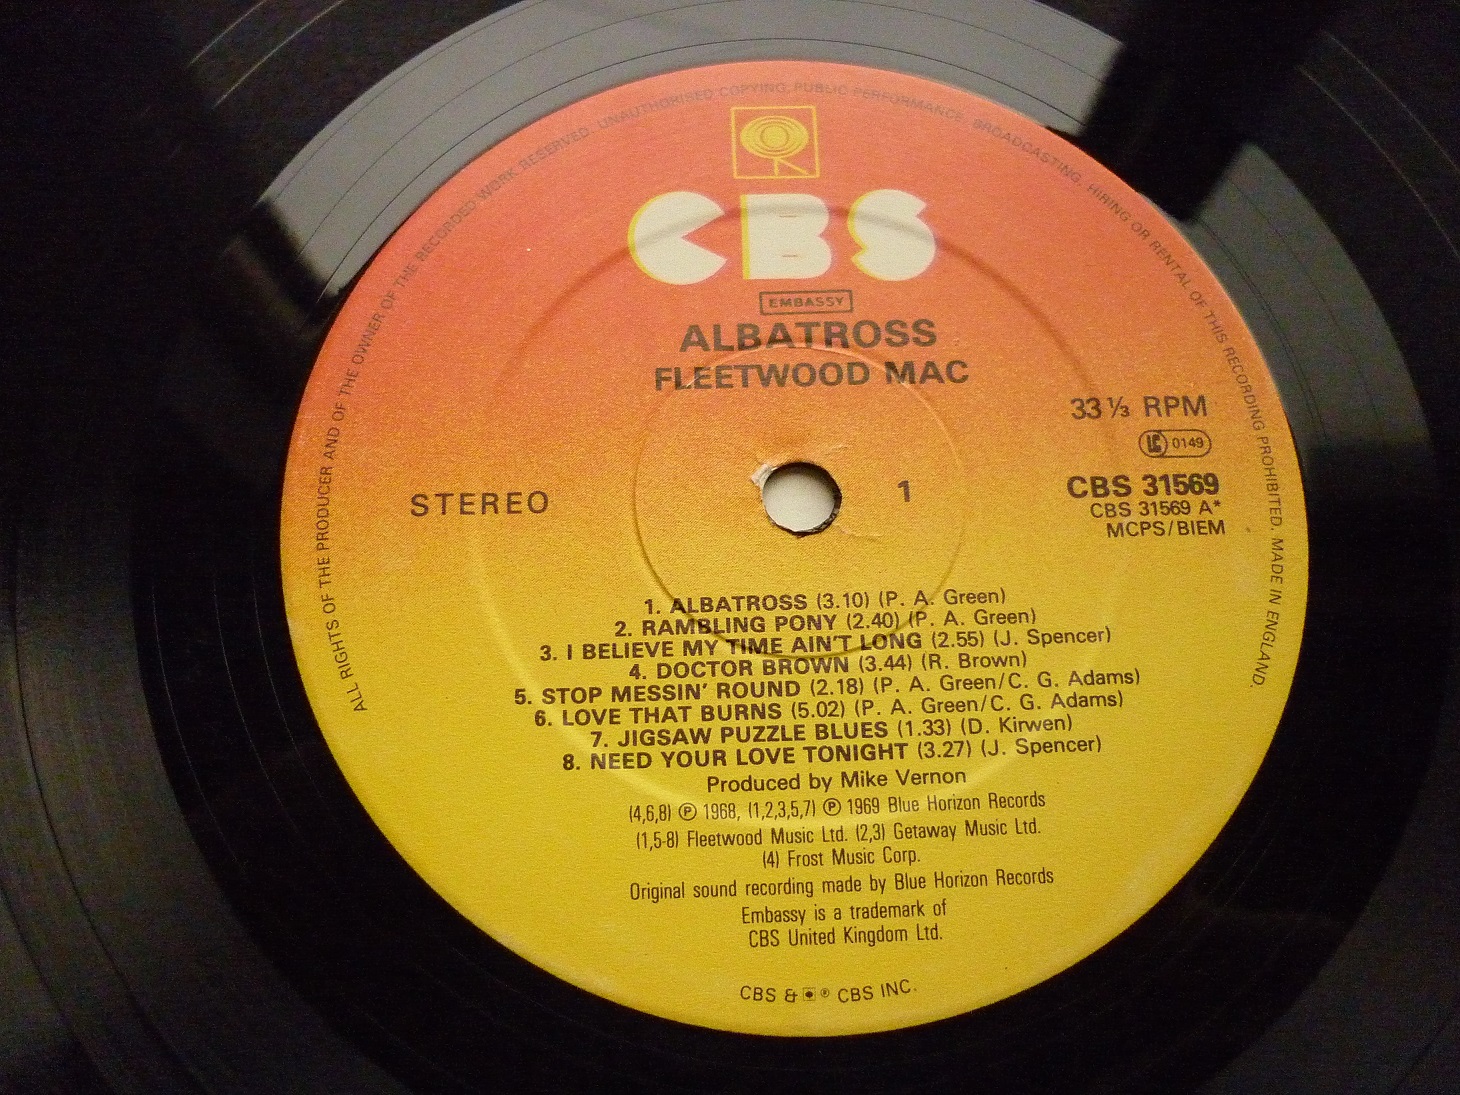 ALL RIGHTS OF THE PRODUCER AND OF THE OWNER OF THE RECORDED WORK RESERVED. UNAUTHORISED COPYING, PUBLIC PERFORMANCE, BROADCASTING, HIRING OR RENTAL OF THIS RECORDING PROHIBITED. MADE IN ENGLAND.
CBS
EMBASSY
ALBATROSS
FLEETWOOD MAC
33⅓ RPM
LC 0149
STEREO
1
CBS 31569
CBS 31569 A*
MCPS/BIEM
1. ALBATROSS (3.10) (P. A. Green)
2. RAMBLING PONY (2.40) (P. A. Green)
3. I BELIEVE MY TIME AIN'T LONG (2.55) (J. Spencer)
4. DOCTOR BROWN (3.44) (R. Brown)
5. STOP MESSIN' ROUND (2.18) (P. A. Green/C. G. Adams)
6. LOVE THAT BURNS (5.02) (P. A. Green/C. G. Adams)
7. JIGSAW PUZZLE BLUES (1.33) (D. Kirwen)
8. NEED YOUR LOVE TONIGHT (3.27) (J. Spencer)
Produced by Mike Vernon
(4,6,8) ℗ 1968, (1,2,3,5,7) ℗ 1969 Blue Horizon Records
(1,5-8) Fleetwood Music Ltd. (2,3) Getaway Music Ltd.
(4) Frost Music Corp.
Original sound recording made by Blue Horizon Records
Embassy is a trademark of
CBS United Kingdom Ltd.
CBS & ® CBS INC.